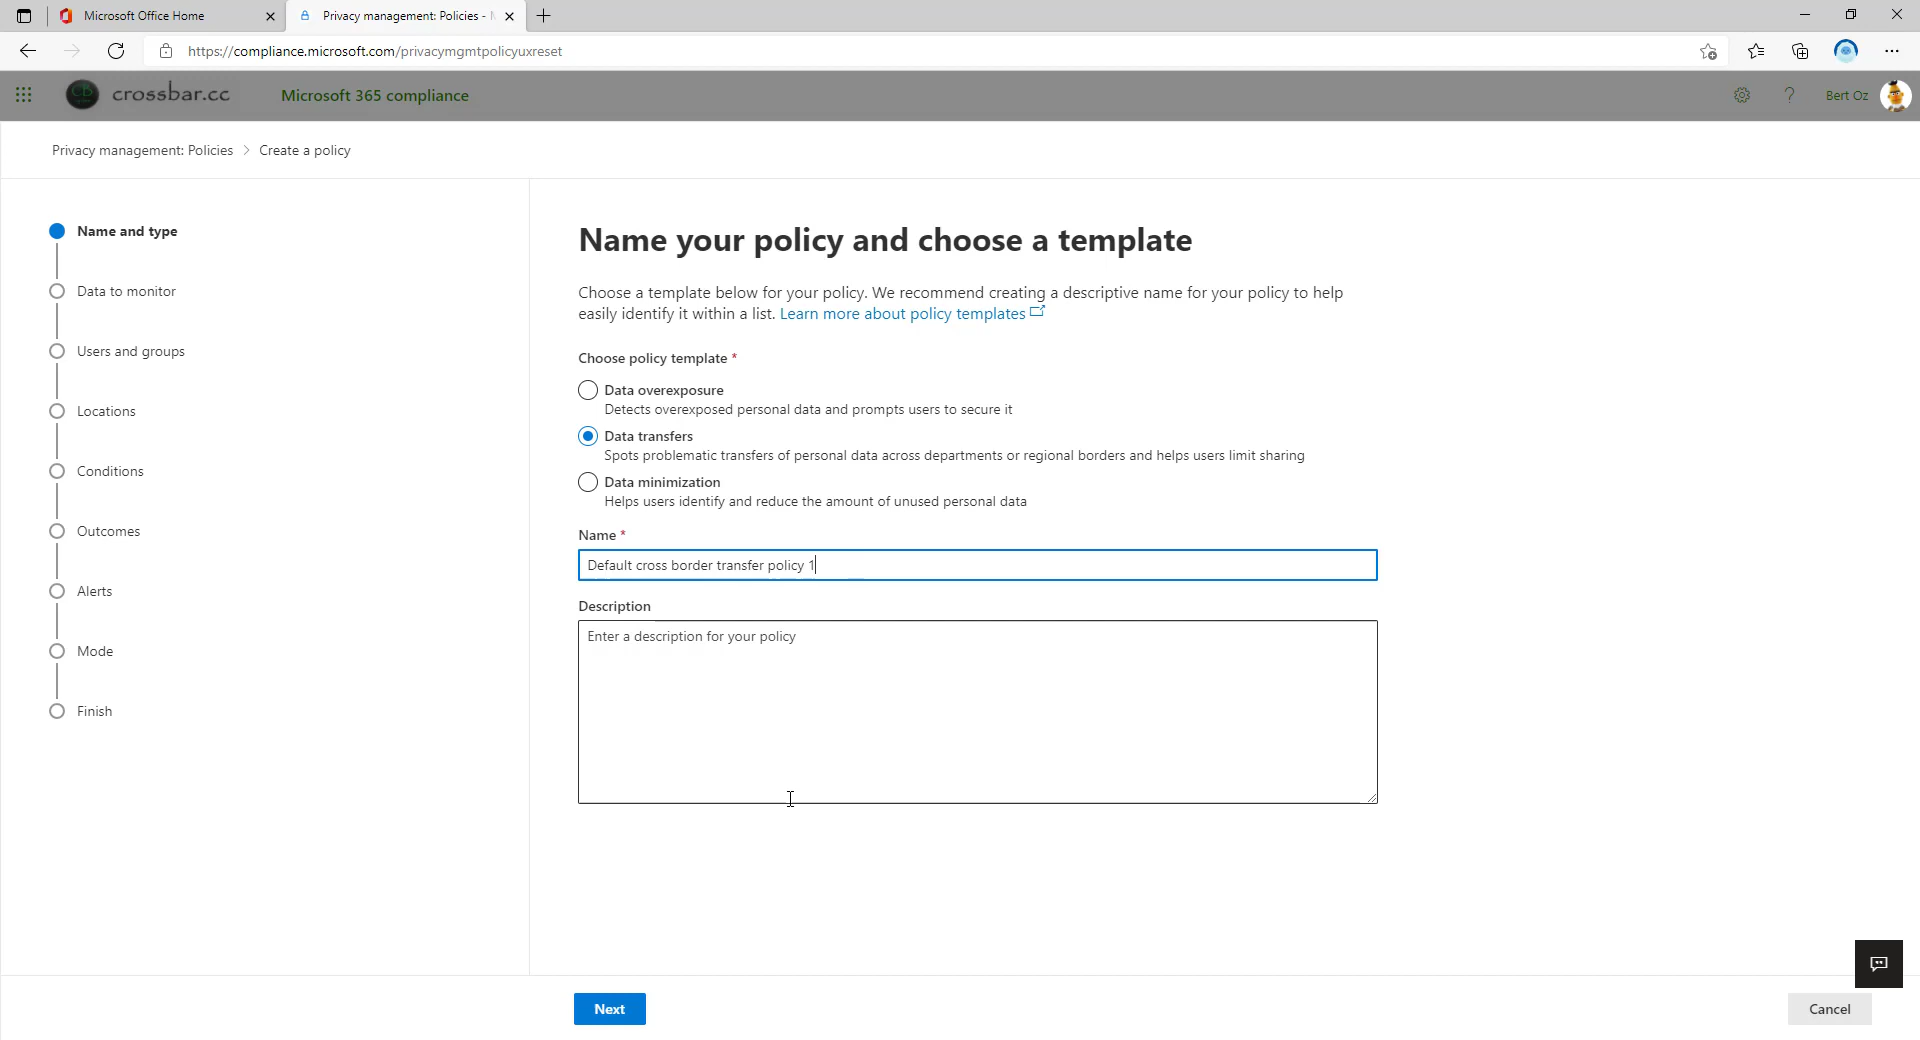 Microsoft Office Home
Privacy management: Policies -
https://compliance.microsoft.com/privacymgmtpolicyuxreset
CB
crossbar.cc
Microsoft 365 compliance
?
Bert Oz
Privacy management: Policies > Create a policy
Name and type
Data to monitor
Users and groups
Locations
Conditions
Outcomes
Alerts
Mode
Finish
Name your policy and choose a template
Choose a template below for your policy. We recommend creating a descriptive name for your policy to help
easily identify it within a list. Learn more about policy templates
Choose policy template *
Data overexposure
Detects overexposed personal data and prompts users to secure it
Data transfers
Spots problematic transfers of personal data across departments or regional borders and helps users limit sharing
Data minimization
Helps users identify and reduce the amount of unused personal data
Name *
Default cross border transfer policy 1
Description
Enter a description for your policy
Next
Cancel